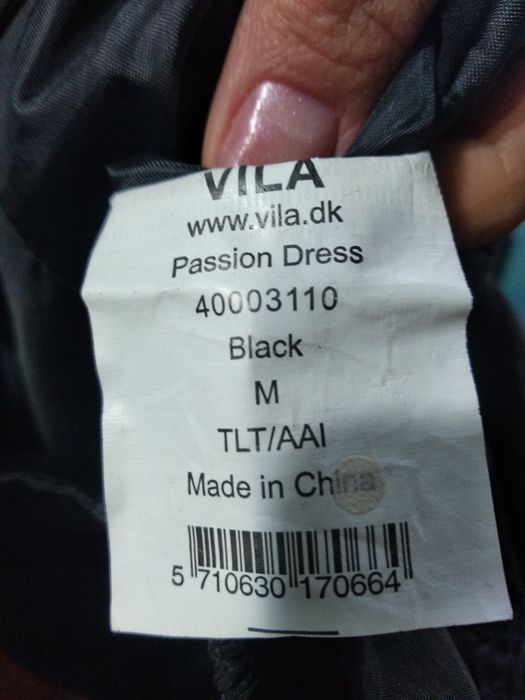 VILA
www.vila.dk
Passion Dress
40003110
Black
M
TLT/AAI
Made in China
5 710630 170664